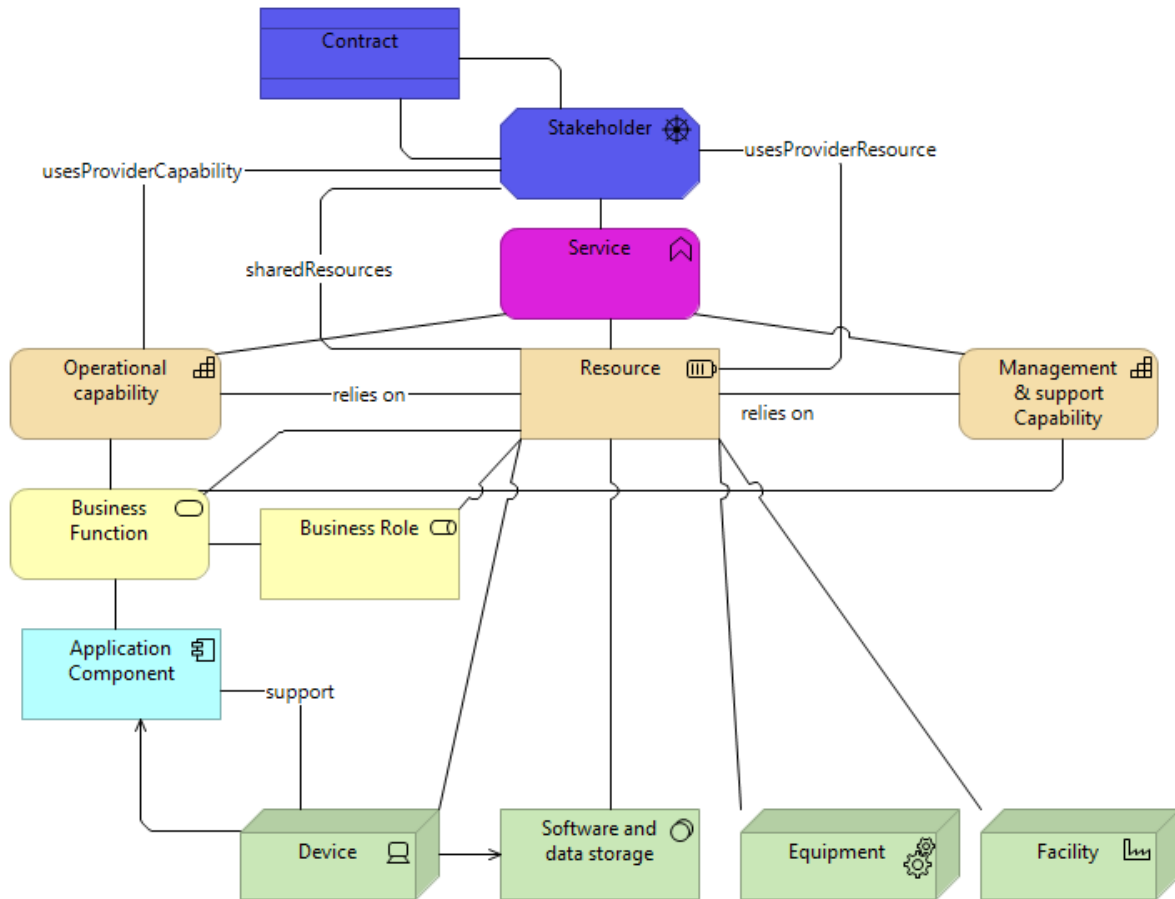 Contract
Stakeholder
usesProviderResource
usesProviderCapability
Service
sharedResources
Operational
capability
Resource
Management
& support
Capability
relies on
relies on
Business
Function
Business Role
Application
Component
support
Device
Software and
data storage
Equipment
Facility